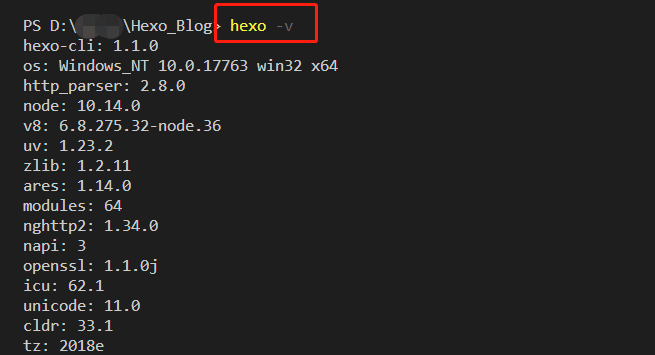 PS D:\\Hexo_Blog> hexo -v
hexo-cli: 1.1.0
os: Windows_NT 10.0.17763 win32 x64
http_parser: 2.8.0
node: 10.14.0
v8: 6.8.275.32-node.36
uv: 1.23.2
zlib: 1.2.11
ares: 1.14.0
modules: 64
nghttp2: 1.34.0
napi: 3
openssl: 1.1.0j
icu: 62.1
unicode: 11.0
cldr: 33.1
tz: 2018e